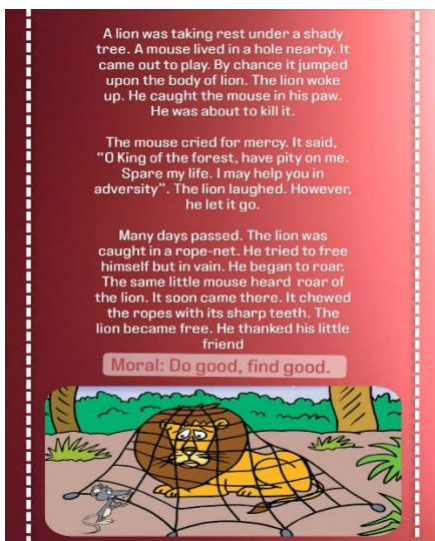 A lion was taking rest under a shady
tree. A mouse lived in a hole nearby. It
came out to play. By chance it jumped
upon the body of lion. The lion woke
up. He caught the mouse in his paw.
He was about to kill it.
The mouse cried for mercy. It said,
“O King of the forest, have pity on me.
Spare my life. I may help you in
adversity”. The lion laughed. However,
he let it go.
Many days passed. The lion was
caught in a rope-net. He tried to free
himself but in vain. He began to roar.
The same little mouse heard roar of
the lion. It soon came there. It chewed
the ropes with its sharp teeth. The
lion became free. He thanked his little
friend
Moral: Do good, find good.